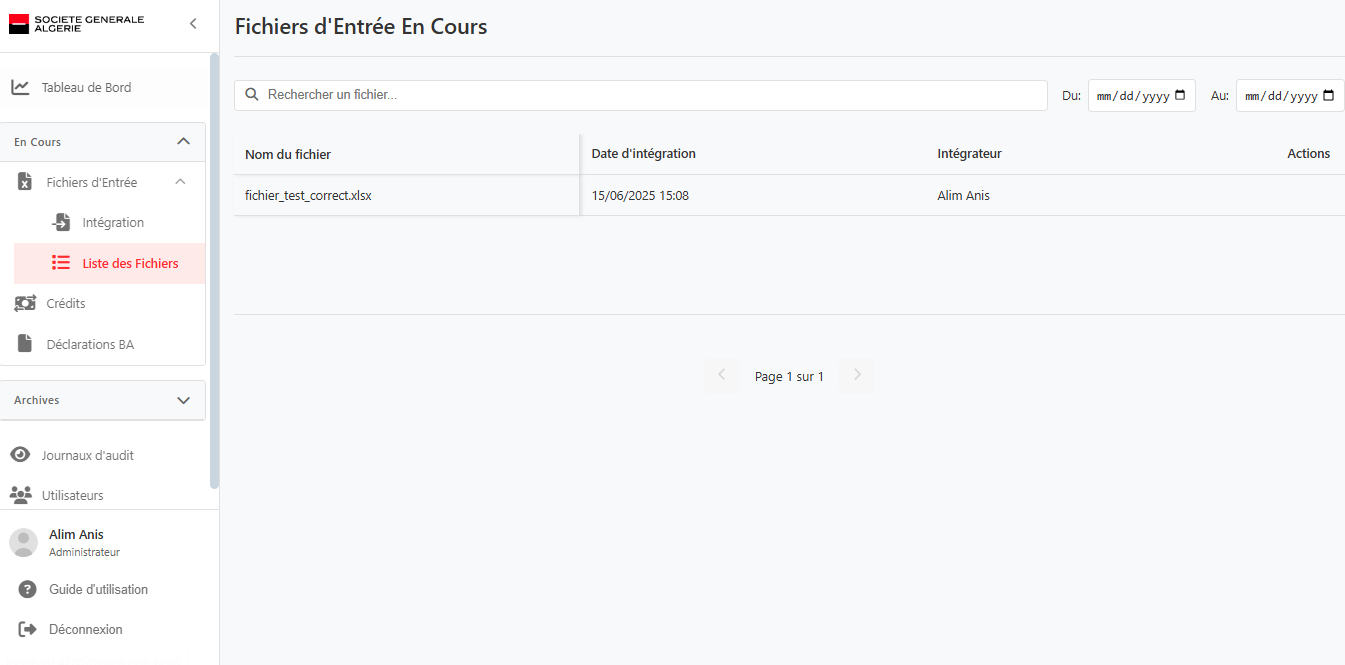 SOCIETE GENERALE
ALGERIE
Tableau de Bord
En Cours
Fichiers d'Entrée
Intégration
Liste des Fichiers
Crédits
Déclarations BA
Archives
Journaux d'audit
Utilisateurs
Alim Anis
Administrateur
Guide d'utilisation
Déconnexion
Fichiers d'Entrée En Cours
Rechercher un fichier...
Du: mm/dd/yyyy Au: mm/dd/yyyy
Nom du fichier Date d'intégration Intégrateur Actions
fichier_test_correct.xlsx 15/06/2025 15:08 Alim Anis
Page 1 sur 1